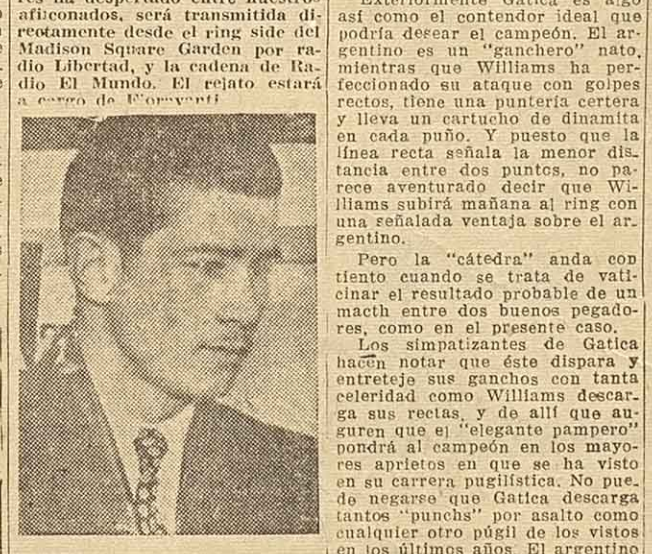 aficonados, será transmitida di-
rectamente desde el ring side del
Madison Square Garden por ra-
dio Libertad, y la cadena de Ra-
dio El Mundo. El relato estará
a cargo de Fioravanti
Exteriormente Gatica es algo
así como el contendor ideal que
podría desear el campeón. El ar-
gentino es un "ganchero" nato,
mientras que Williams ha per-
feccionado su ataque con golpes
rectos, tiene una puntería certera
y lleva un cartucho de dinamita
en cada puño. Y puesto que la
línea recta señala la menor dis-
tancia entre dos puntos, no pa-
rece aventurado decir que Wi-
lliams subirá mañana al ring con
una señalada ventaja sobre el ar-
gentino.
Pero la "cátedra" anda con
tiento cuando se trata de vati-
cinar el resultado probable de un
macth entre dos buenos pegado-
res, como en el presente caso.
Los simpatizantes de Gatica
hacen notar que éste dispara y
entreteje sus ganchos con tanta
celeridad como Williams descar-
ga sus rectas, y de allí que au-
guren que el "elegante pampero"
pondrá al campeón en los mayo-
res aprietos en que se ha visto
en su carrera pugilística. No pue-
de negarse que Gatica descarga
tantos "punchs" por asalto como
cualquier otro púgil de los vistos
en los últimos años. El argentino